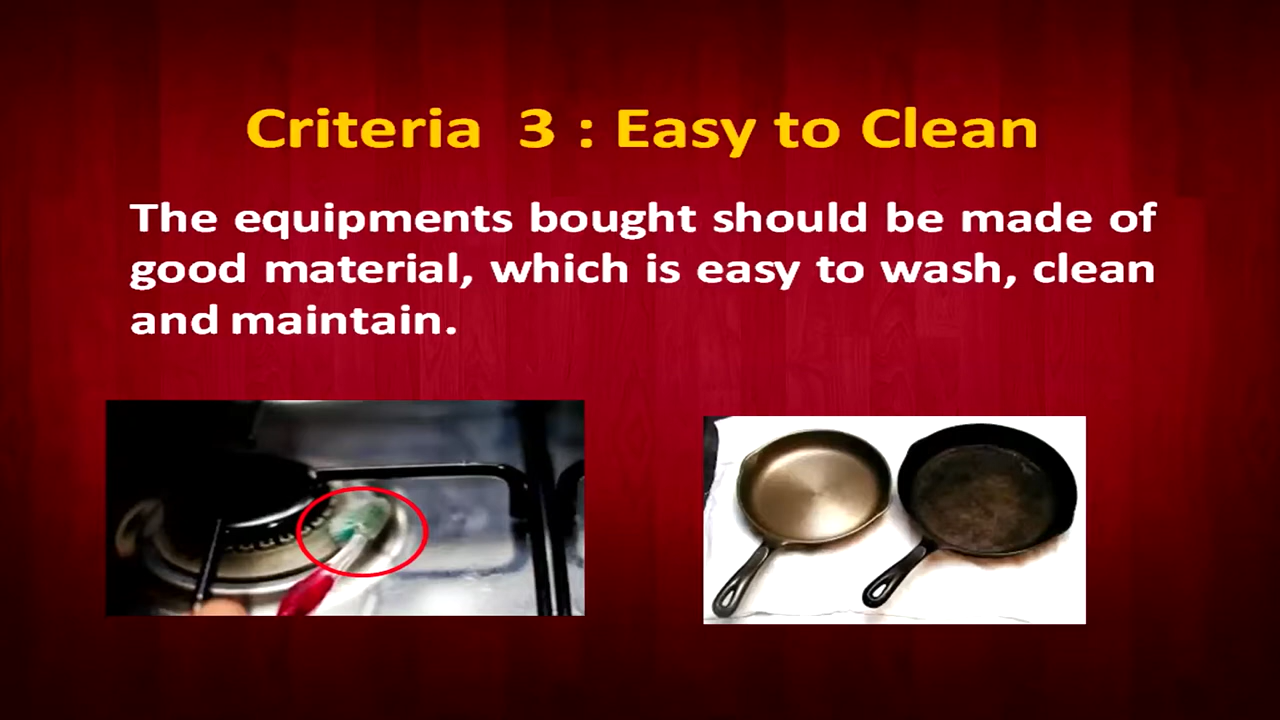 Criteria 3 : Easy to Clean
The equipments bought should be made of
good material, which is easy to wash, clean
and maintain.